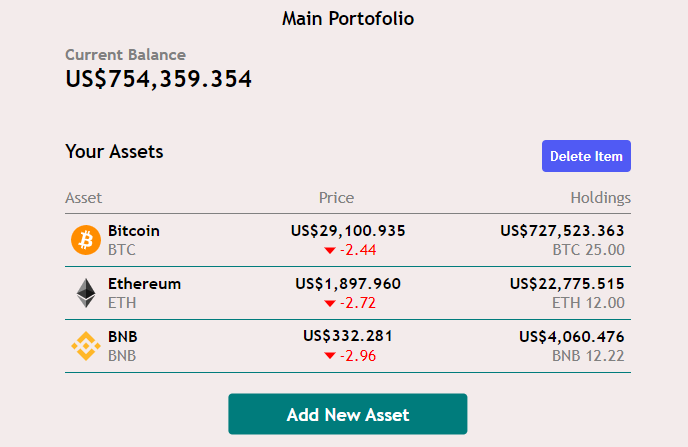 Main Portofolio
Current Balance
US$754,359.354
Your Assets
Delete Item
Asset Price Holdings
Bitcoin US$29,100.935 US$727,523.363
BTC -2.44 BTC 25.00
Ethereum US$1,897.960 US$22,775.515
ETH -2.72 ETH 12.00
BNB US$332.281 US$4,060.476
BNB -2.96 BNB 12.22
Add New Asset